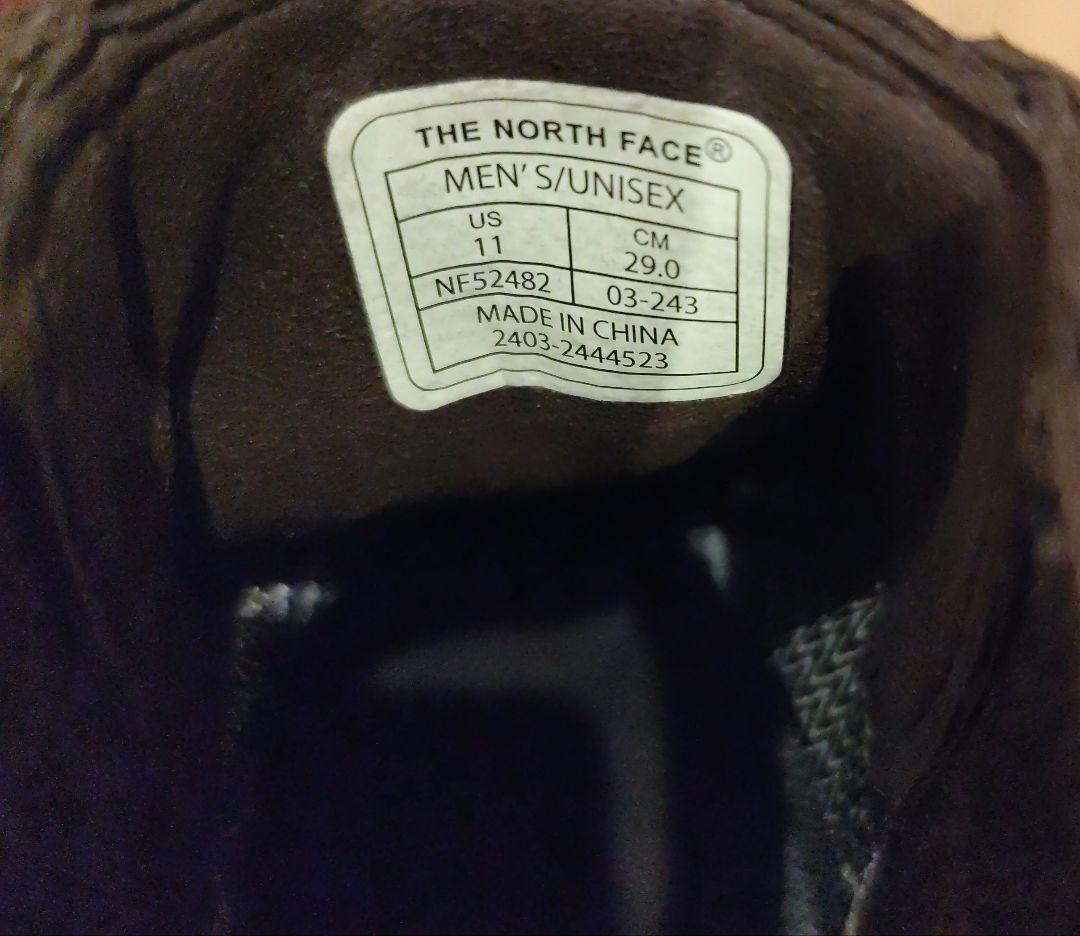 THE NORTH FACE®
MEN'S/UNISEX
US CM
11 29.0
NF52482 03-243
MADE IN CHINA
2403-2444523